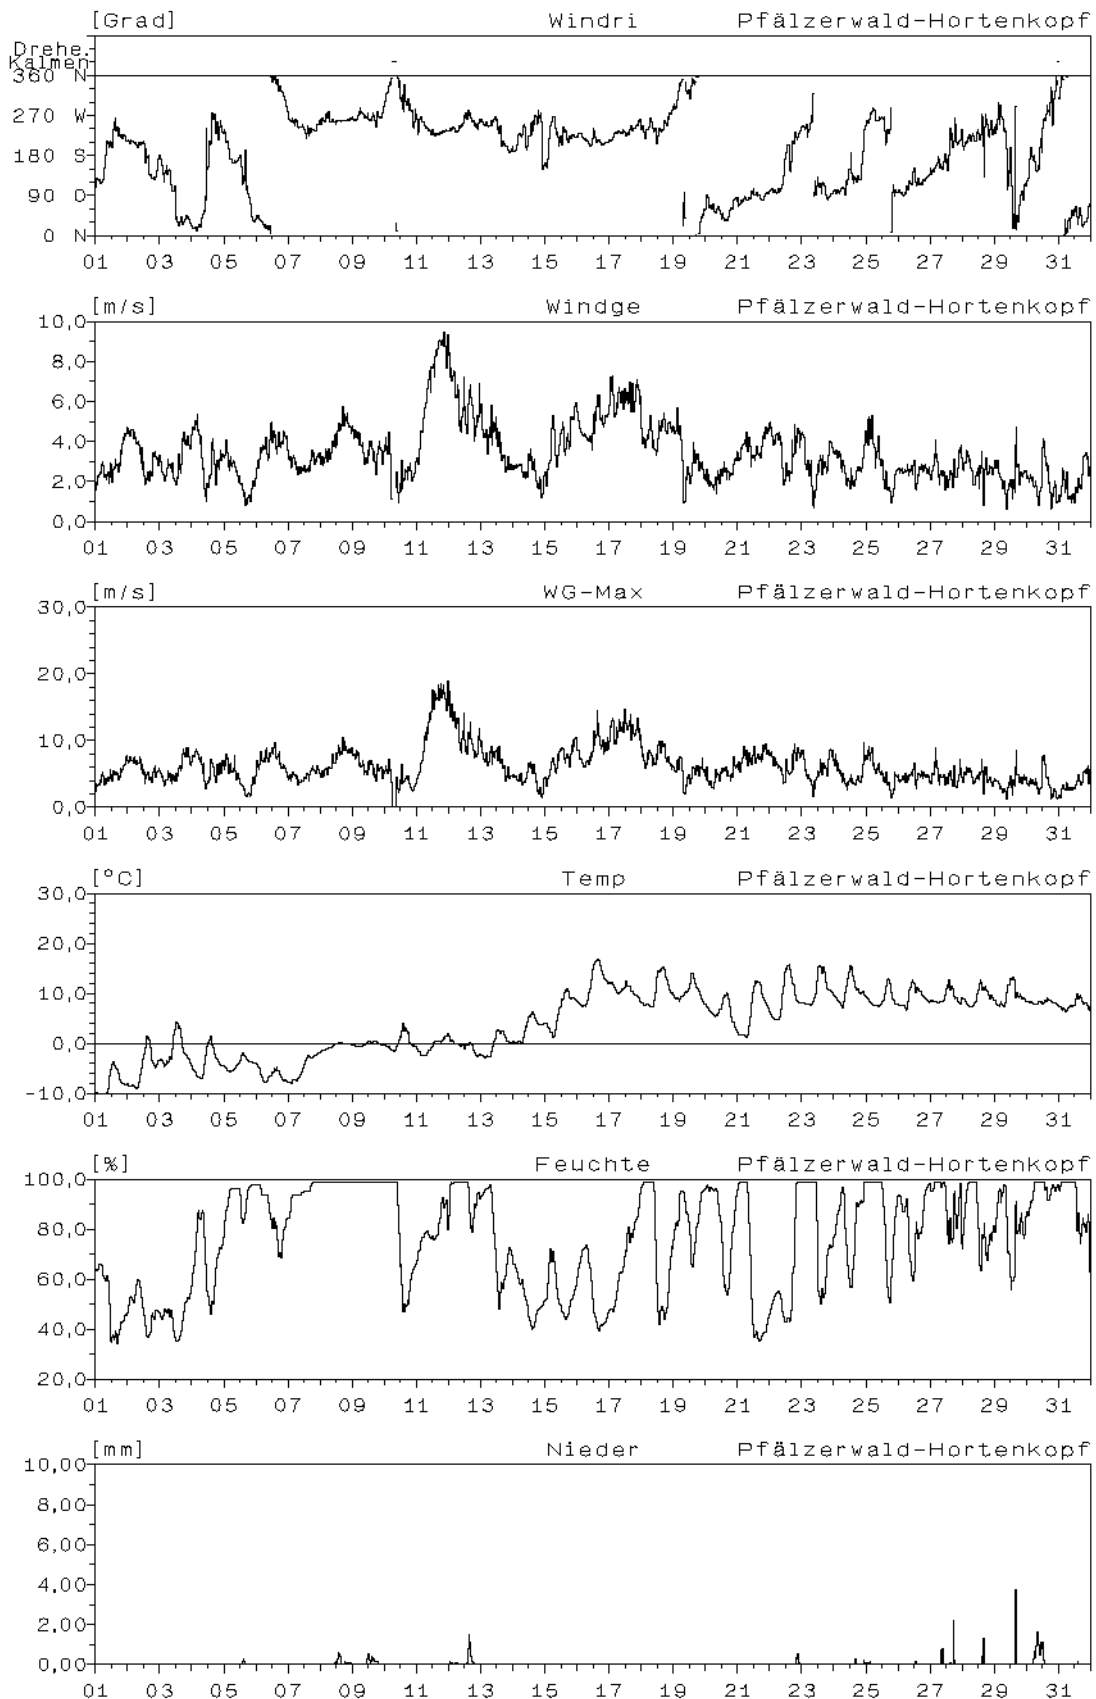 [Grad] Windri Pfälzerwald-Hortenkopf
Drehe.
Kalmen
360 N
270 W
180 S
90 O
0 N
01 03 05 07 09 11 13 15 17 19 21 23 25 27 29 31
[m/s] Windge Pfälzerwald-Hortenkopf
10,0
8,0
6,0
4,0
2,0
0,0
01 03 05 07 09 11 13 15 17 19 21 23 25 27 29 31
[m/s] WG-Max Pfälzerwald-Hortenkopf
30,0
20,0
10,0
0,0
01 03 05 07 09 11 13 15 17 19 21 23 25 27 29 31
[°C] Temp Pfälzerwald-Hortenkopf
30,0
20,0
10,0
0,0
-10,0
01 03 05 07 09 11 13 15 17 19 21 23 25 27 29 31
[%] Feuchte Pfälzerwald-Hortenkopf
100,0
80,0
60,0
40,0
20,0
01 03 05 07 09 11 13 15 17 19 21 23 25 27 29 31
[mm] Nieder Pfälzerwald-Hortenkopf
10,00
8,00
6,00
4,00
2,00
0,00
01 03 05 07 09 11 13 15 17 19 21 23 25 27 29 31